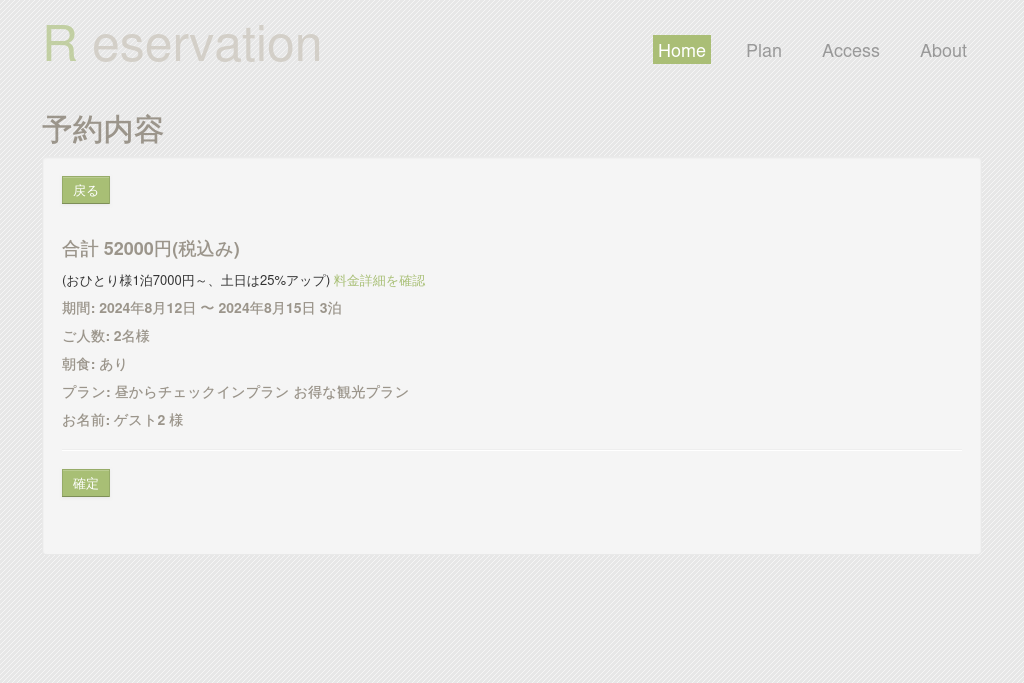 R eservation
Home Plan Access About
予約内容
戻る
合計 52000円(税込み)
(おひとり様1泊7000円～、土日は25%アップ) 料金詳細を確認
期間: 2024年8月12日 〜 2024年8月15日 3泊
ご人数: 2名様
朝食: あり
プラン: 昼からチェックインプラン お得な観光プラン
お名前: ゲスト2 様
確定